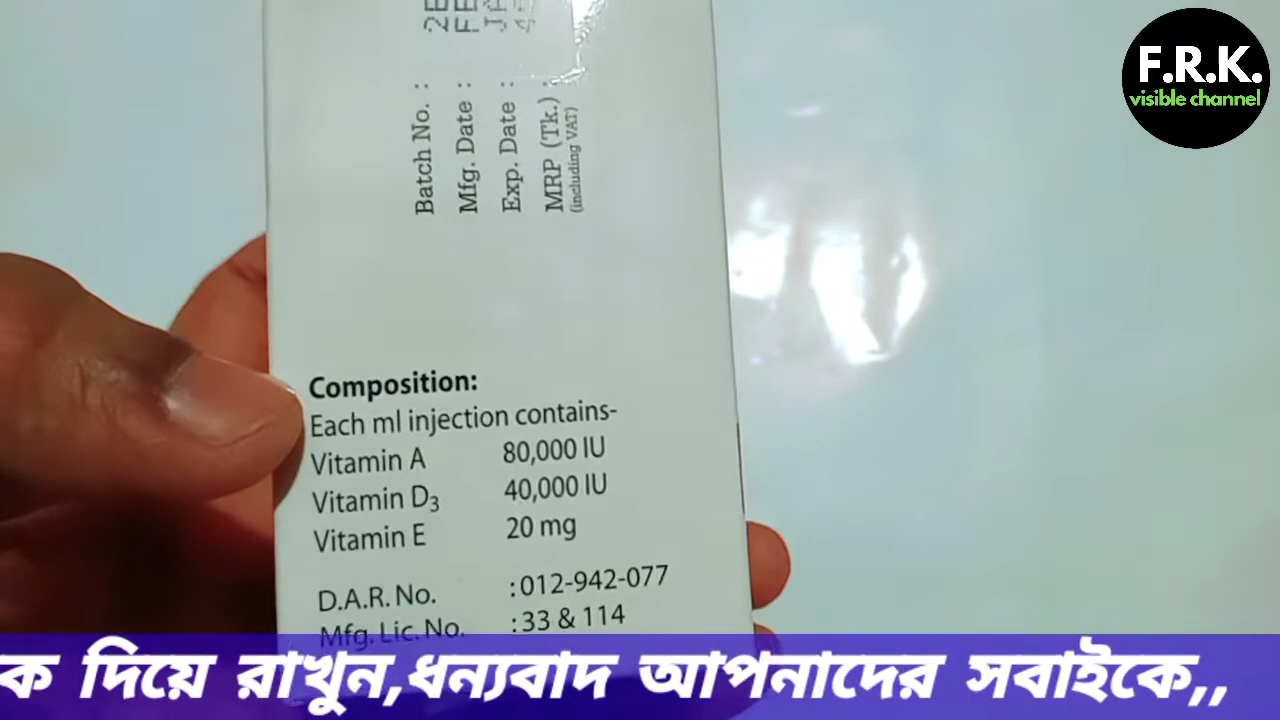 F.R.K.
visible channel
Batch No. :
Mfg. Date :
Exp. Date :
MRP (Tk.) :
(including VAT)
Composition:
Each ml injection contains-
Vitamin A 80,000 IU
Vitamin D₃ 40,000 IU
Vitamin E 20 mg
D.A.R. No. : 012-942-077
Mfg. Lic. No. : 33 & 114
ক দিয়ে রাখুন,ধন্যবাদ আপনাদের সবাইকে,,